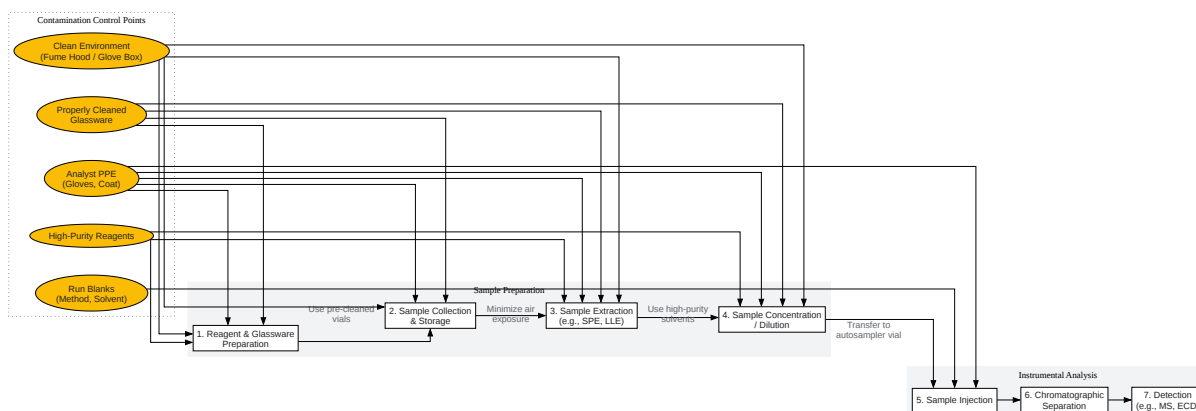 Contamination Control Points
Clean Environment
(Fume Hood / Glove Box)
Properly Cleaned
Glassware
Analyst PPE
(Gloves, Coat)
High-Purity Reagents
Run Blanks
(Method, Solvent)
Sample Preparation
Use pre-cleaned
vials
2. Sample Collection
& Storage
Minimize air
exposure
3. Sample Extraction
(e.g., SPE, LLE)
Use high-purity
solvents
4. Sample Concentration
/ Dilution
1. Reagent & Glassware
Preparation
Transfer to
autosampler vial
Instrumental Analysis
5. Sample Injection
6. Chromatographic
Separation
7. Detection
(e.g., MS, ECD